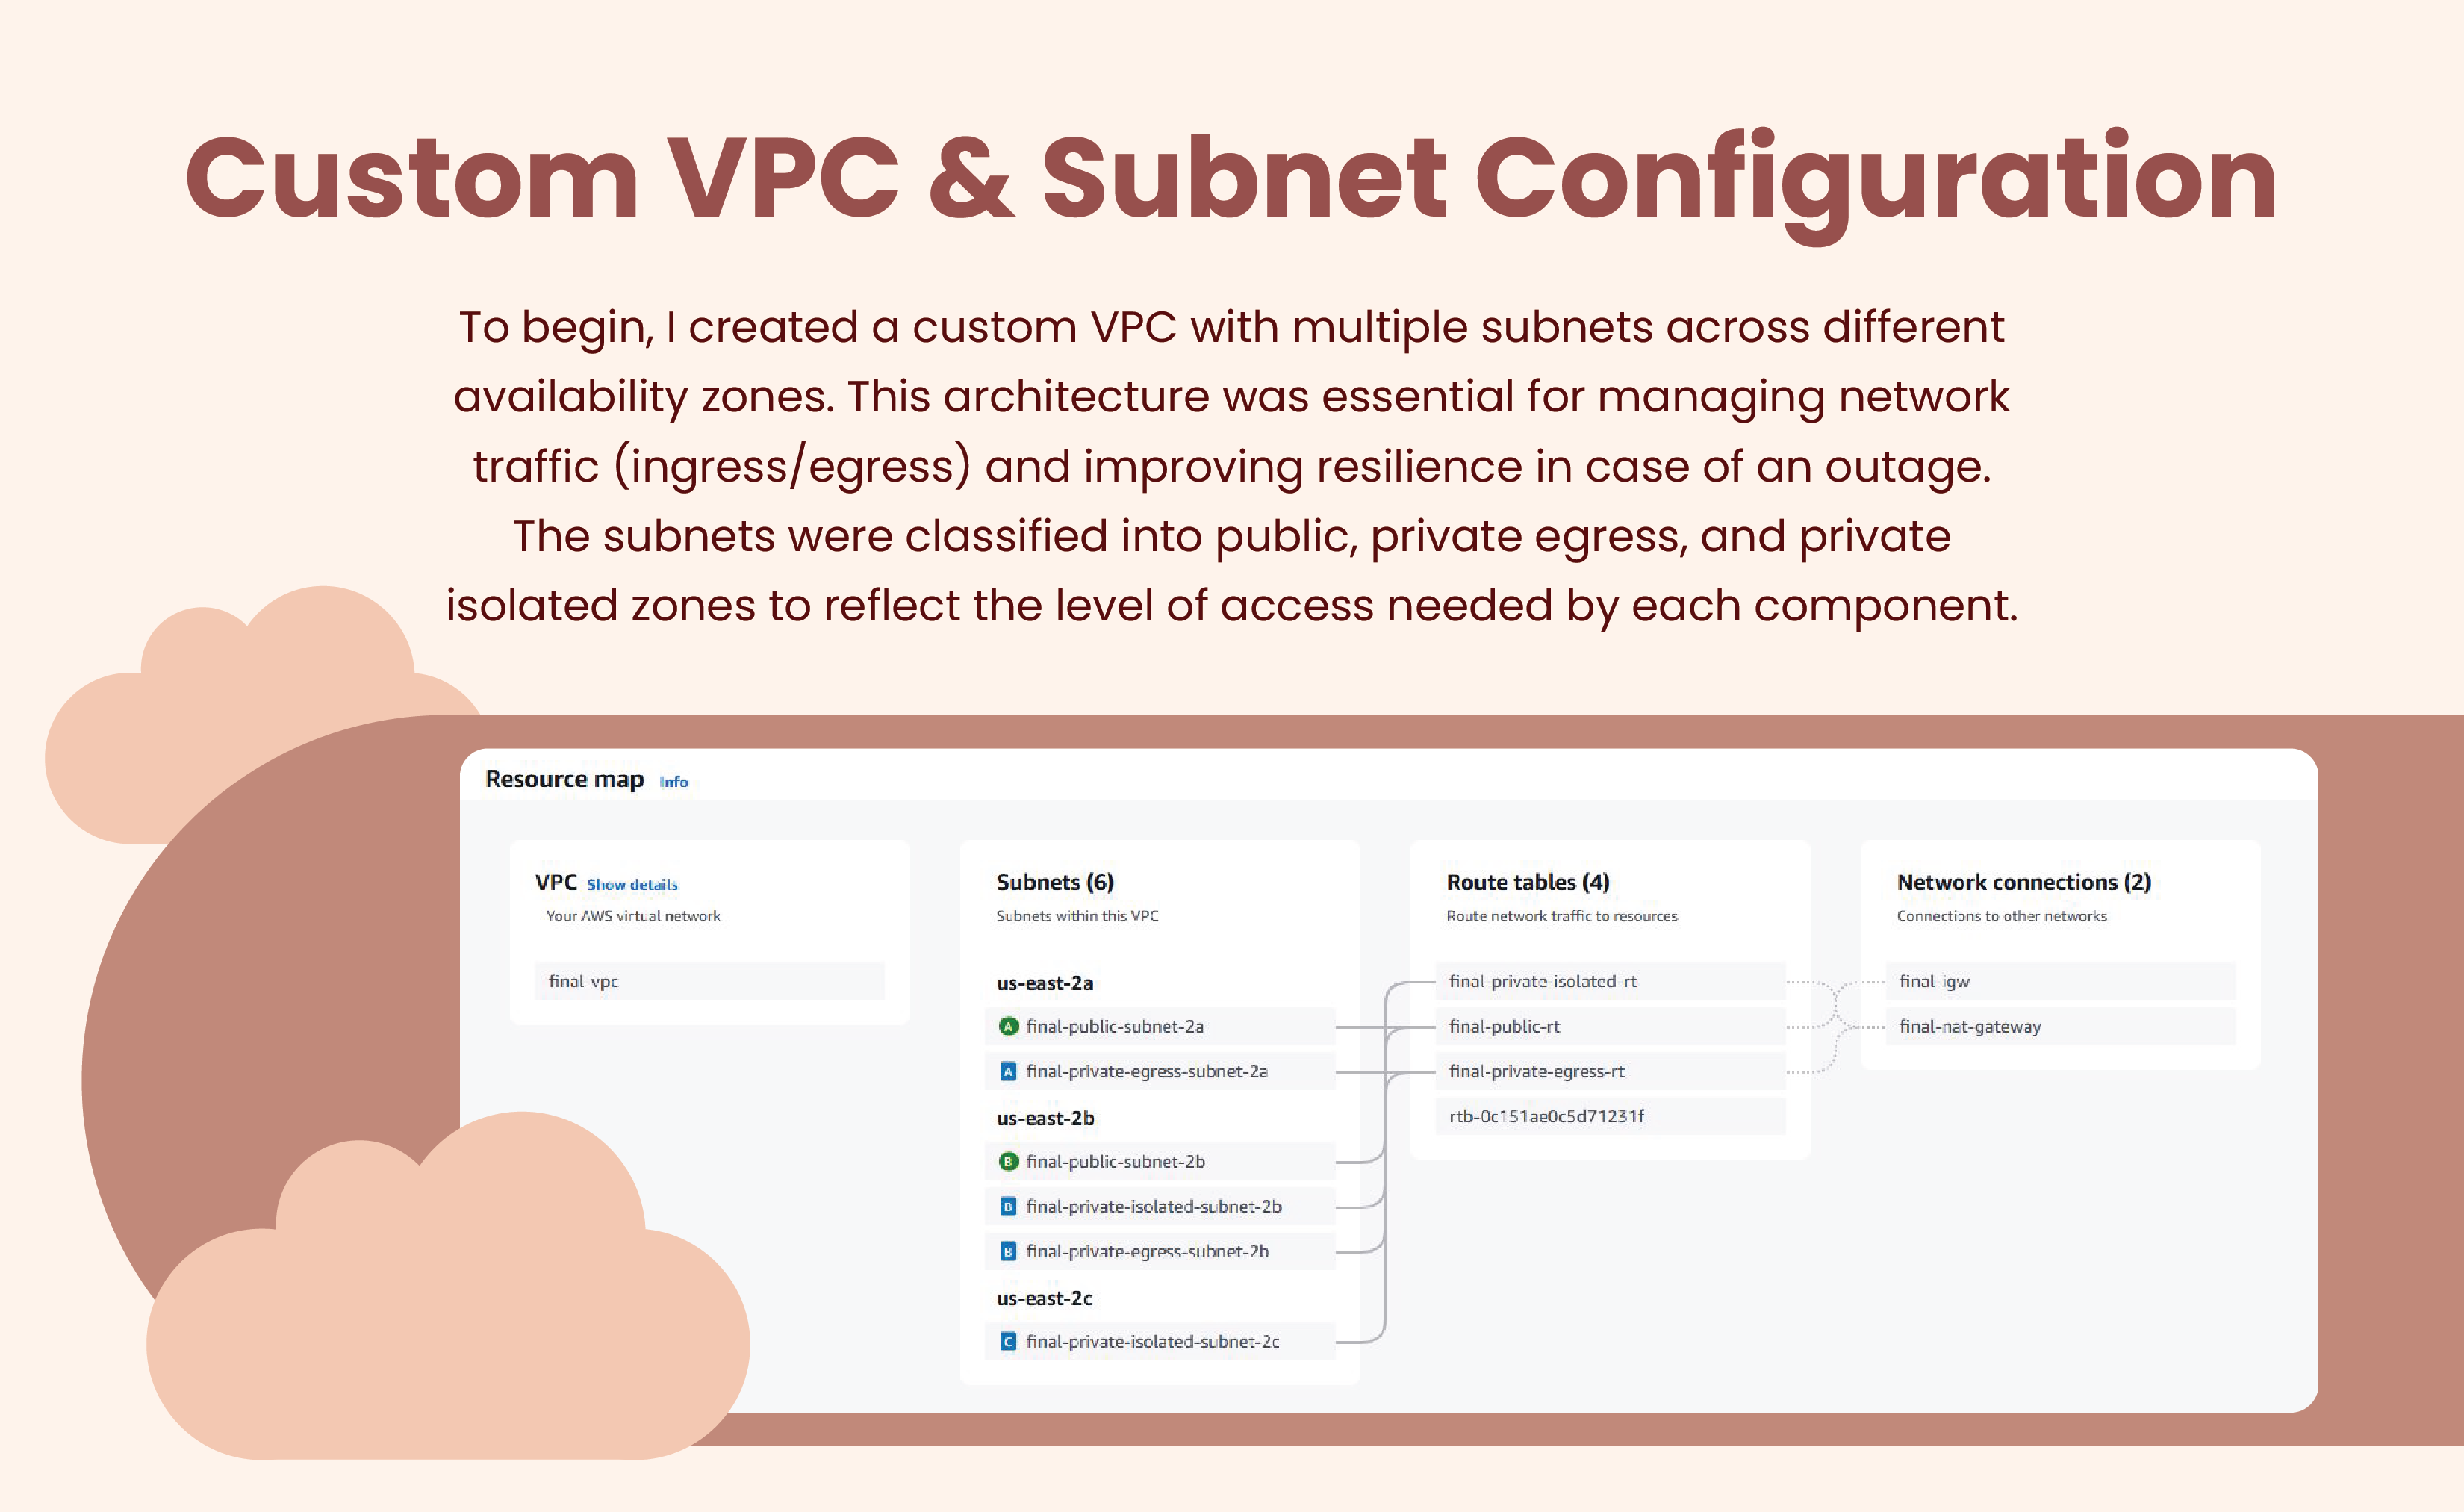 Custom VPC & Subnet Configuration
To begin, I created a custom VPC with multiple subnets across different
availability zones. This architecture was essential for managing network
traffic (ingress/egress) and improving resilience in case of an outage.
The subnets were classified into public, private egress, and private
isolated zones to reflect the level of access needed by each component.
Resource map Info
VPC Show details
Your AWS virtual network
final-vpc
Subnets (6)
Subnets within this VPC
us-east-2a
A final-public-subnet-2a
A final-private-egress-subnet-2a
us-east-2b
B final-public-subnet-2b
B final-private-isolated-subnet-2b
B final-private-egress-subnet-2b
us-east-2c
C final-private-isolated-subnet-2c
Route tables (4)
Route network traffic to resources
final-private-isolated-rt
final-public-rt
final-private-egress-rt
rtb-0c151ae0c5d71231f
Network connections (2)
Connections to other networks
final-igw
final-nat-gateway